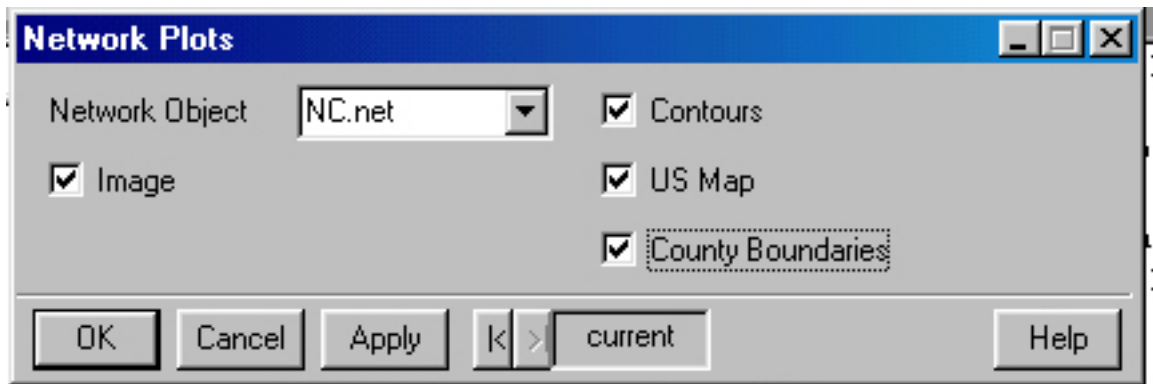 Network Plots
Network Object NC.net
Contours
Image
US Map
County Boundaries
OK Cancel Apply |< >| current Help